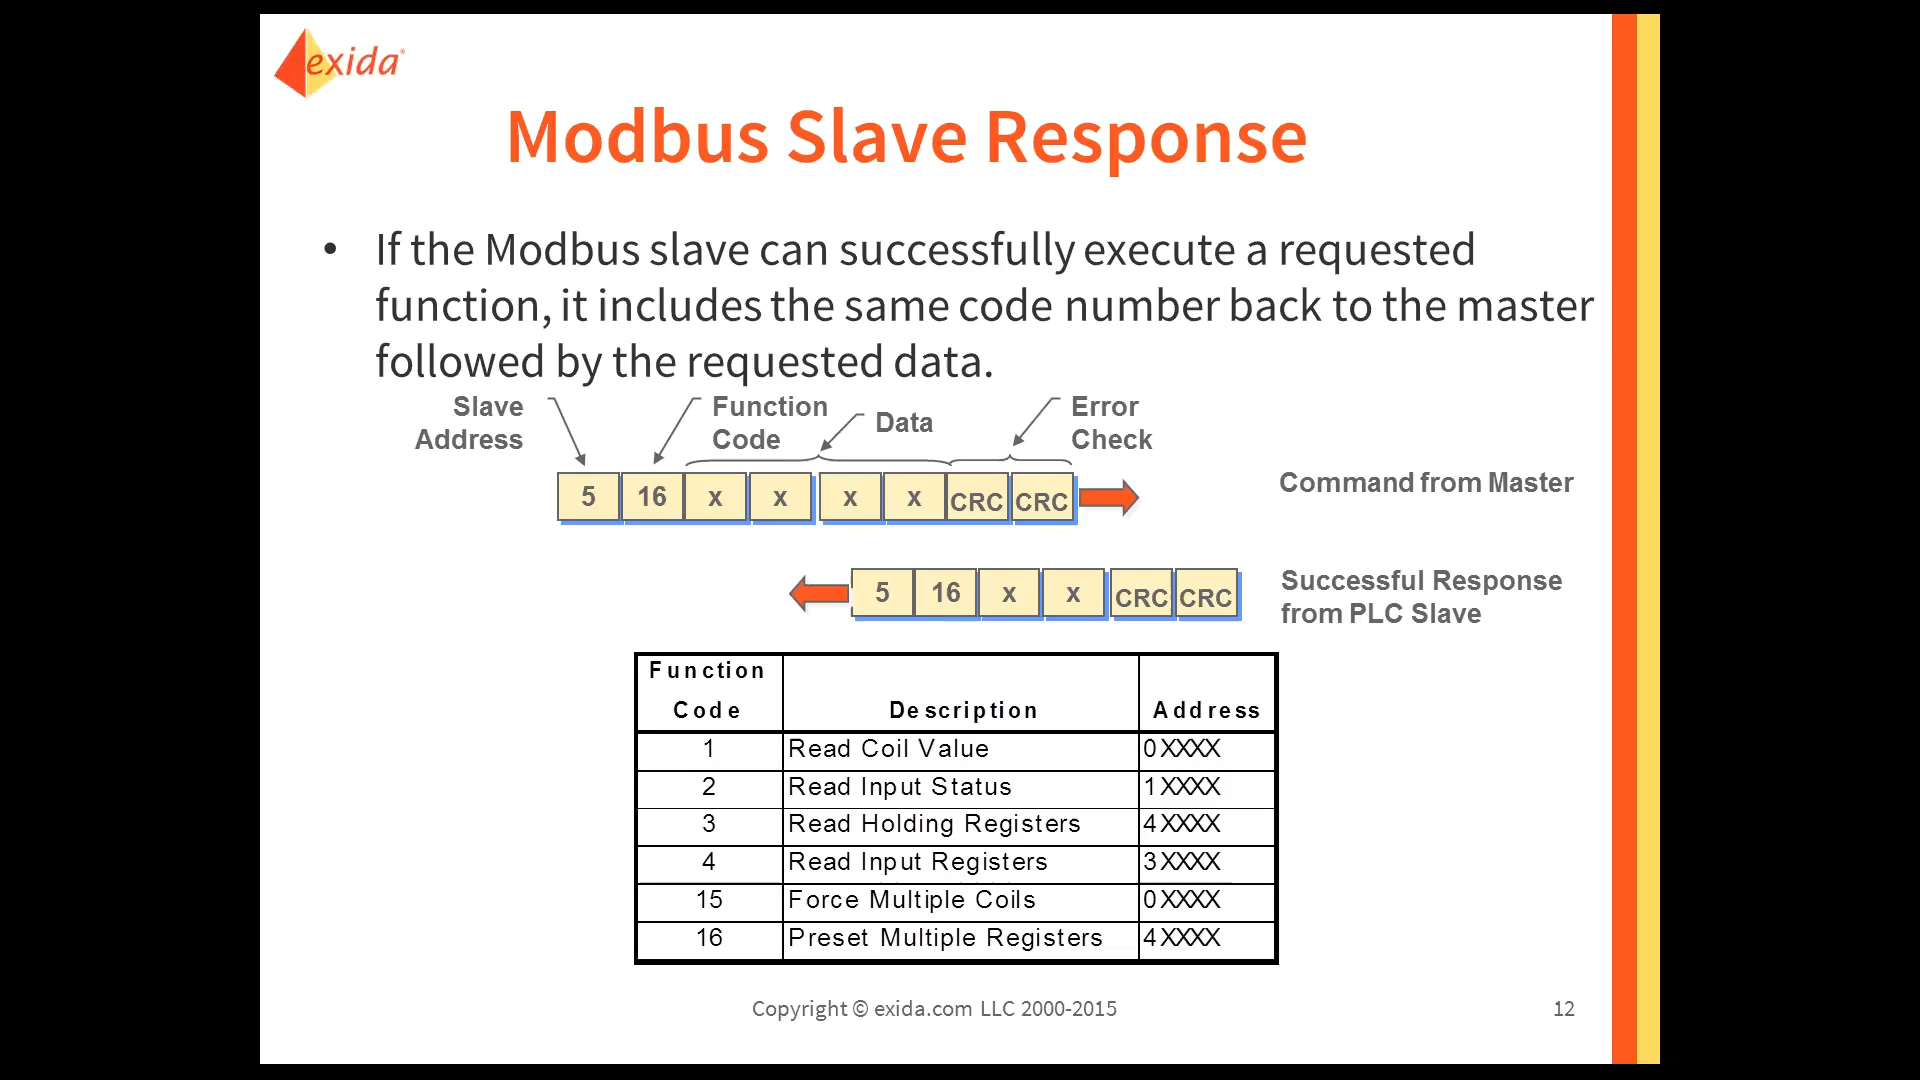 exida
Modbus Slave Response
• If the Modbus slave can successfully execute a requested
function, it includes the same code number back to the master
followed by the requested data.
Slave
Address
Function
Code
Data
Error
Check
5 16 x x x x CRC CRC
Command from Master
5 16 x x CRC CRC
Successful Response
from PLC Slave
Function
Code Description Address
1 Read Coil Value 0XXXX
2 Read Input Status 1XXXX
3 Read Holding Registers 4XXXX
4 Read Input Registers 3XXXX
15 Force Multiple Coils 0XXXX
16 Preset Multiple Registers 4XXXX
Copyright © exida.com LLC 2000-2015
12